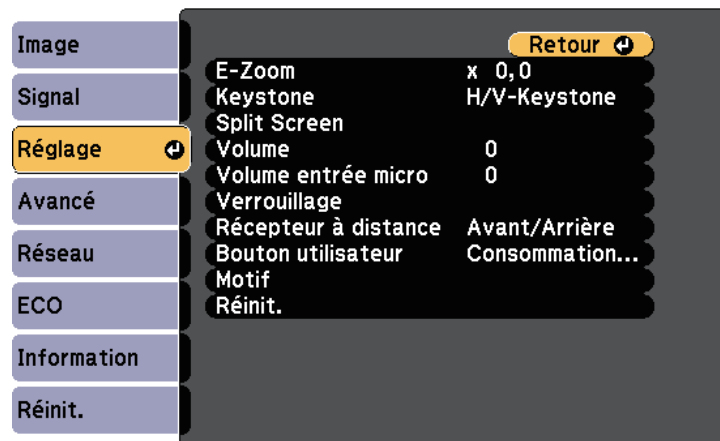 Image
Signal
Réglage
Avancé
Réseau
ECO
Information
Réinit.
Retour
E-Zoom x 0,0
Keystone H/V-Keystone
Split Screen
Volume 0
Volume entrée micro 0
Verrouillage
Récepteur à distance Avant/Arrière
Bouton utilisateur Consommation...
Motif
Réinit.